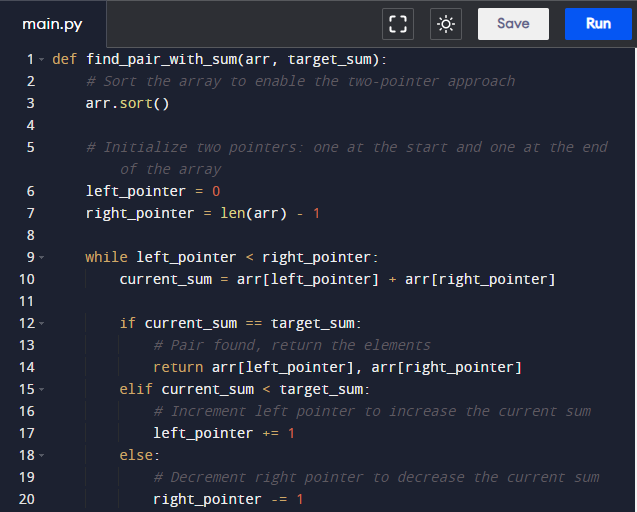 main.py
Save
Run
1 def find_pair_with_sum(arr, target_sum):
2     # Sort the array to enable the two-pointer approach
3     arr.sort()
4
5     # Initialize two pointers: one at the start and one at the end
        of the array
6     left_pointer = 0
7     right_pointer = len(arr) - 1
8
9     while left_pointer < right_pointer:
10         current_sum = arr[left_pointer] + arr[right_pointer]
11
12         if current_sum == target_sum:
13             # Pair found, return the elements
14             return arr[left_pointer], arr[right_pointer]
15         elif current_sum < target_sum:
16             # Increment left pointer to increase the current sum
17             left_pointer += 1
18         else:
19             # Decrement right pointer to decrease the current sum
20             right_pointer -= 1